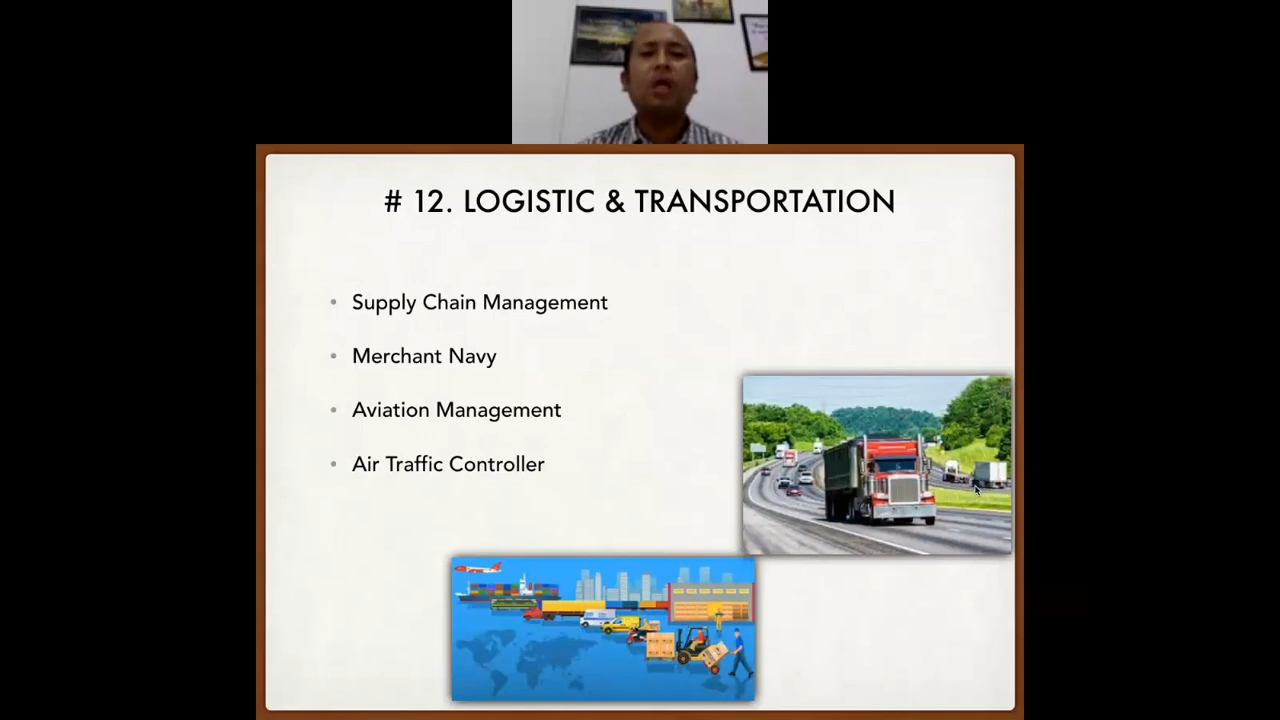 # 12. LOGISTIC & TRANSPORTATION
• Supply Chain Management
• Merchant Navy
• Aviation Management
• Air Traffic Controller